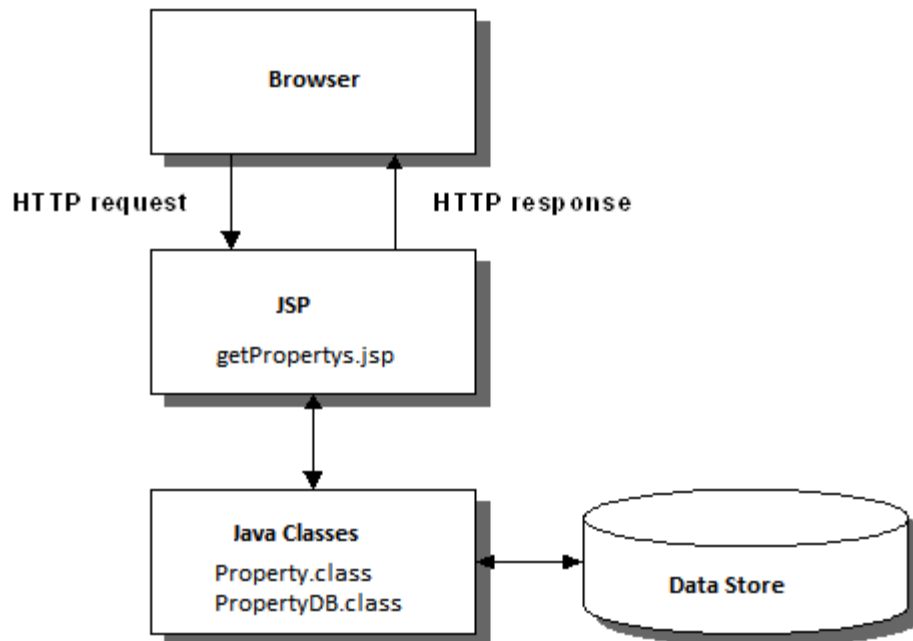 Browser
HTTP request
HTTP response
JSP
getPropertys.jsp
Java Classes
Property.class
PropertyDB.class
Data Store